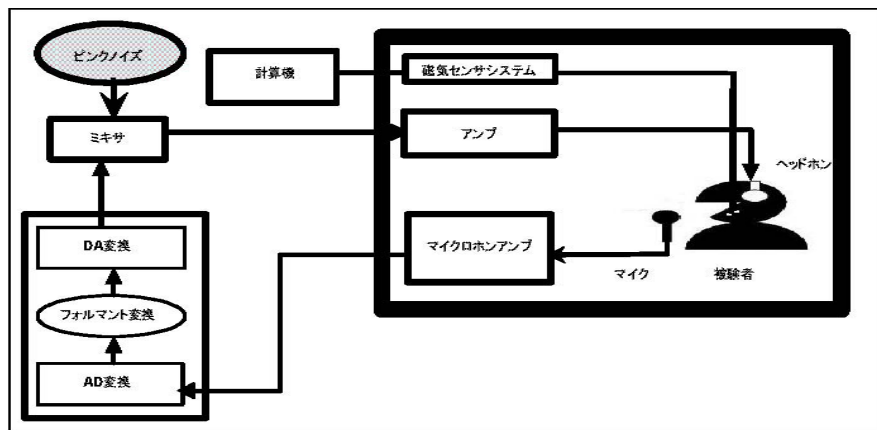 ピンクノイズ
計算機
磁気センサシステム
ミキサ
アンプ
ヘッドホン
DA変換
マイクロホンアンプ
マイク
被験者
フォルマント変換
AD変換